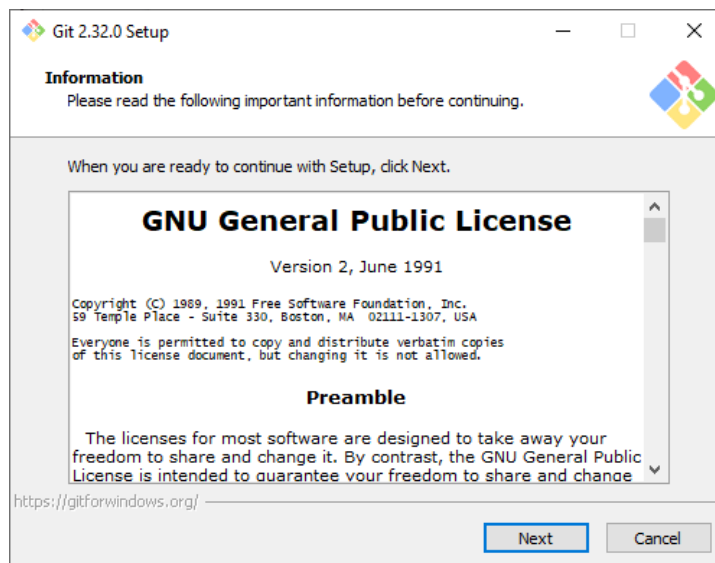 Git 2.32.0 Setup
Information
Please read the following important information before continuing.
When you are ready to continue with Setup, click Next.
GNU General Public License
Version 2, June 1991
Copyright (C) 1989, 1991 Free Software Foundation, Inc.
59 Temple Place - Suite 330, Boston, MA  02111-1307, USA
Everyone is permitted to copy and distribute verbatim copies
of this license document, but changing it is not allowed.
Preamble
The licenses for most software are designed to take away your
freedom to share and change it. By contrast, the GNU General Public
License is intended to guarantee your freedom to share and change
https://gitforwindows.org/
Next
Cancel